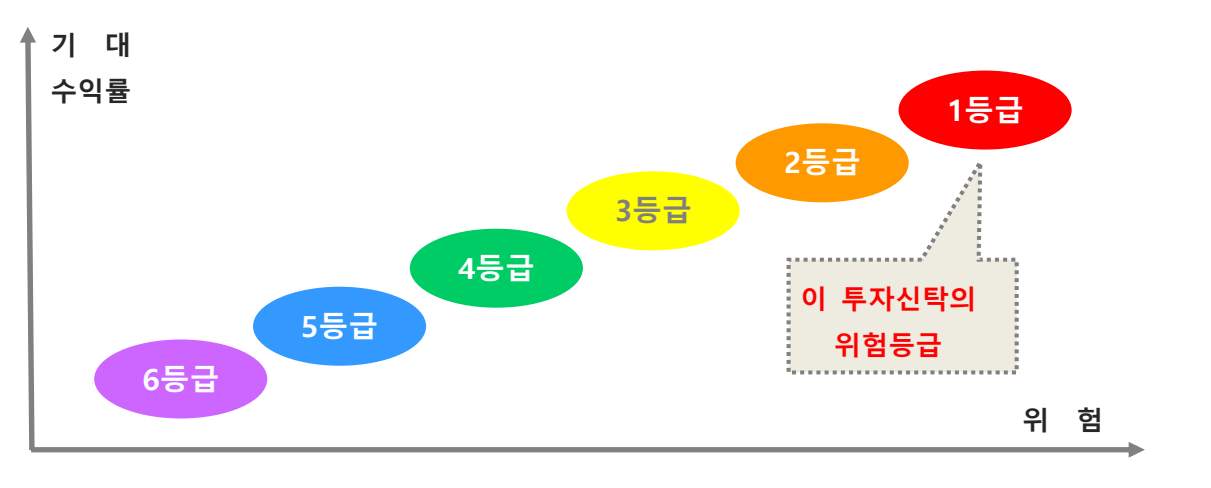 기 대
수익률
1등급
2등급
3등급
4등급
5등급
6등급
이 투자신탁의
위험등급
위 험